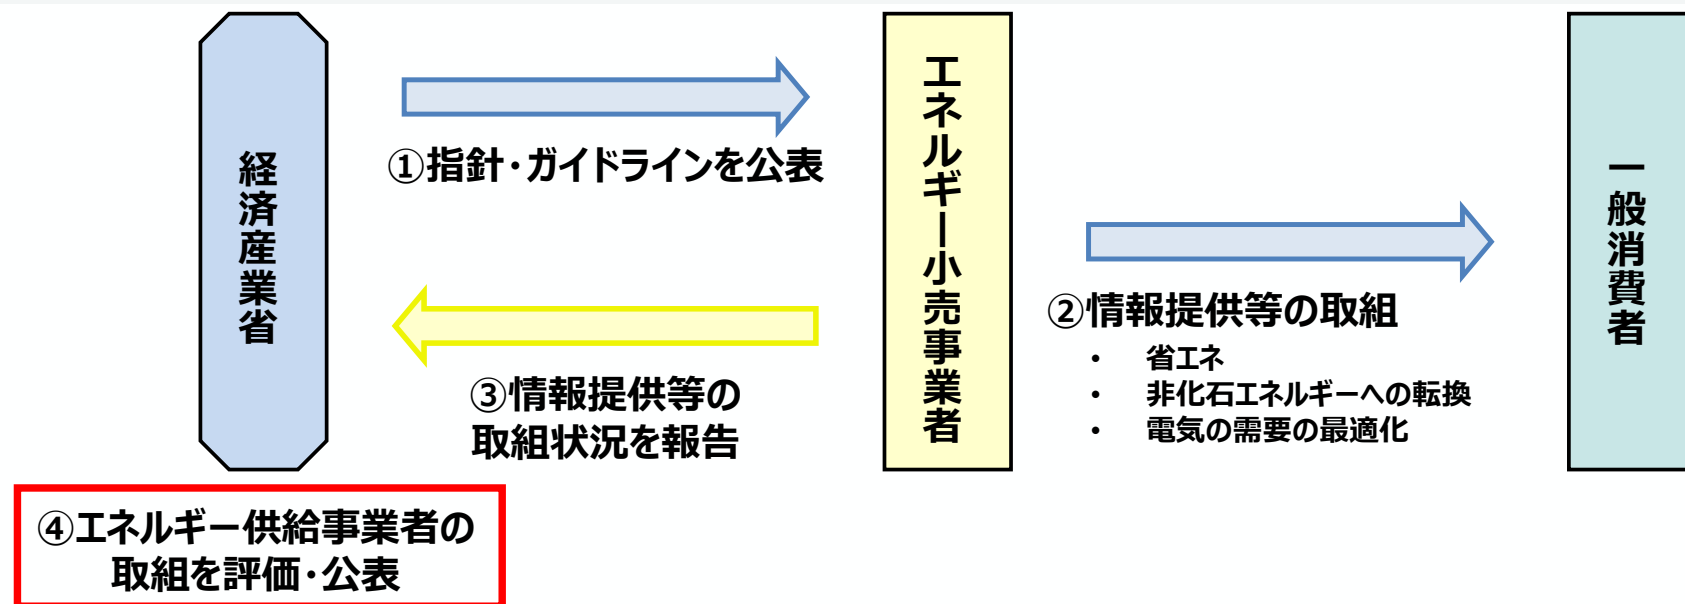 経済産業省
①指針・ガイドラインを公表
エネルギー小売事業者
③情報提供等の
取組状況を報告
②情報提供等の取組
・ 省エネ
・ 非化石エネルギーへの転換
・ 電気の需要の最適化
一般消費者
④エネルギー供給事業者の
取組を評価・公表